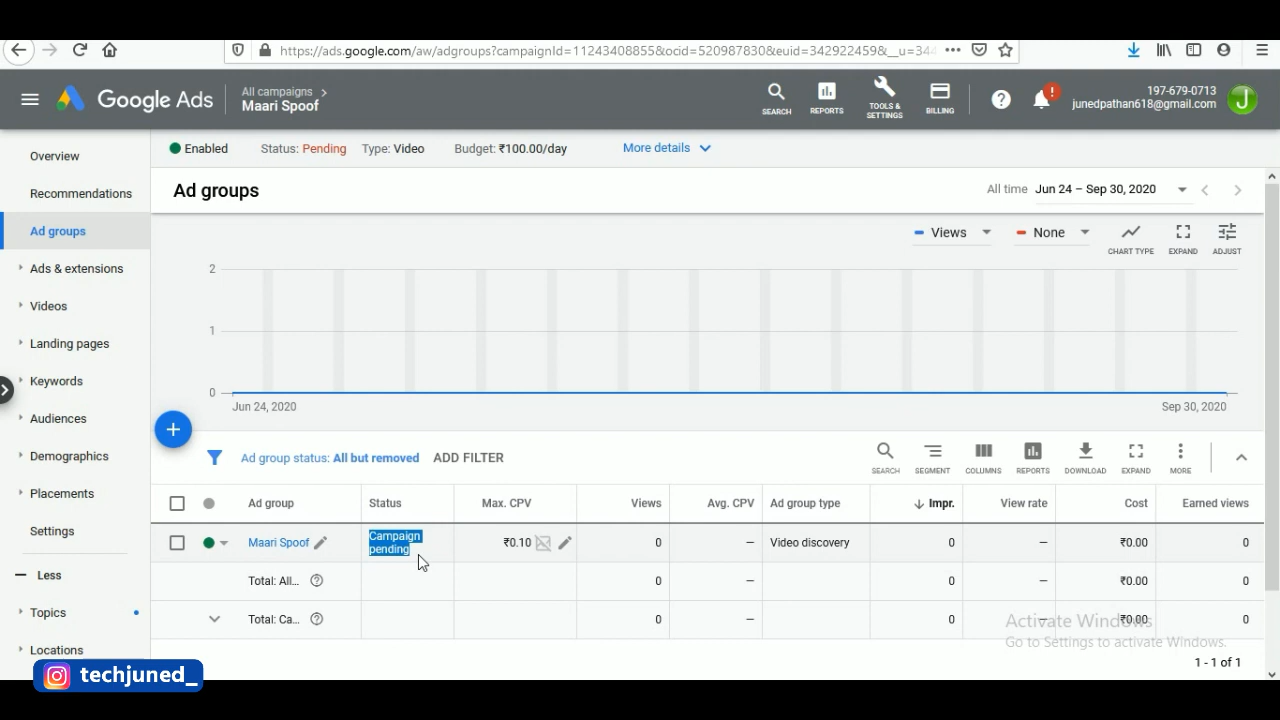 https://ads.google.com/aw/adgroups?campaignId=11243408855&ocid=520987830&euid=342922459&__u=344
Google Ads
All campaigns >
Maari Spoof
SEARCH
REPORTS
TOOLS & SETTINGS
BILLING
?
!
197-679-0713
junedpathan618@gmail.com
J
Overview
Recommendations
Ad groups
Ads & extensions
Videos
Landing pages
Keywords
Audiences
Demographics
Placements
Settings
Less
Topics
Locations
Enabled
Status: Pending
Type: Video
Budget: ₹100.00/day
More details
Ad groups
All time Jun 24 – Sep 30, 2020
Views
None
CHART TYPE
EXPAND
ADJUST
2
1
0
Jun 24, 2020
Sep 30, 2020
+
Ad group status: All but removed
ADD FILTER
SEARCH
SEGMENT
COLUMNS
REPORTS
DOWNLOAD
EXPAND
MORE
Ad group Status Max. CPV Views Avg. CPV Ad group type Impr. View rate Cost Earned views
Maari Spoof Campaign pending ₹0.10 0 — Video discovery 0 — ₹0.00 0
Total: All... ? 0 — 0 — ₹0.00 0
Total: Ca... ? 0 — 0 — ₹0.00 0
Activate Windows
Go to Settings to activate Windows.
1 - 1 of 1
techjuned_